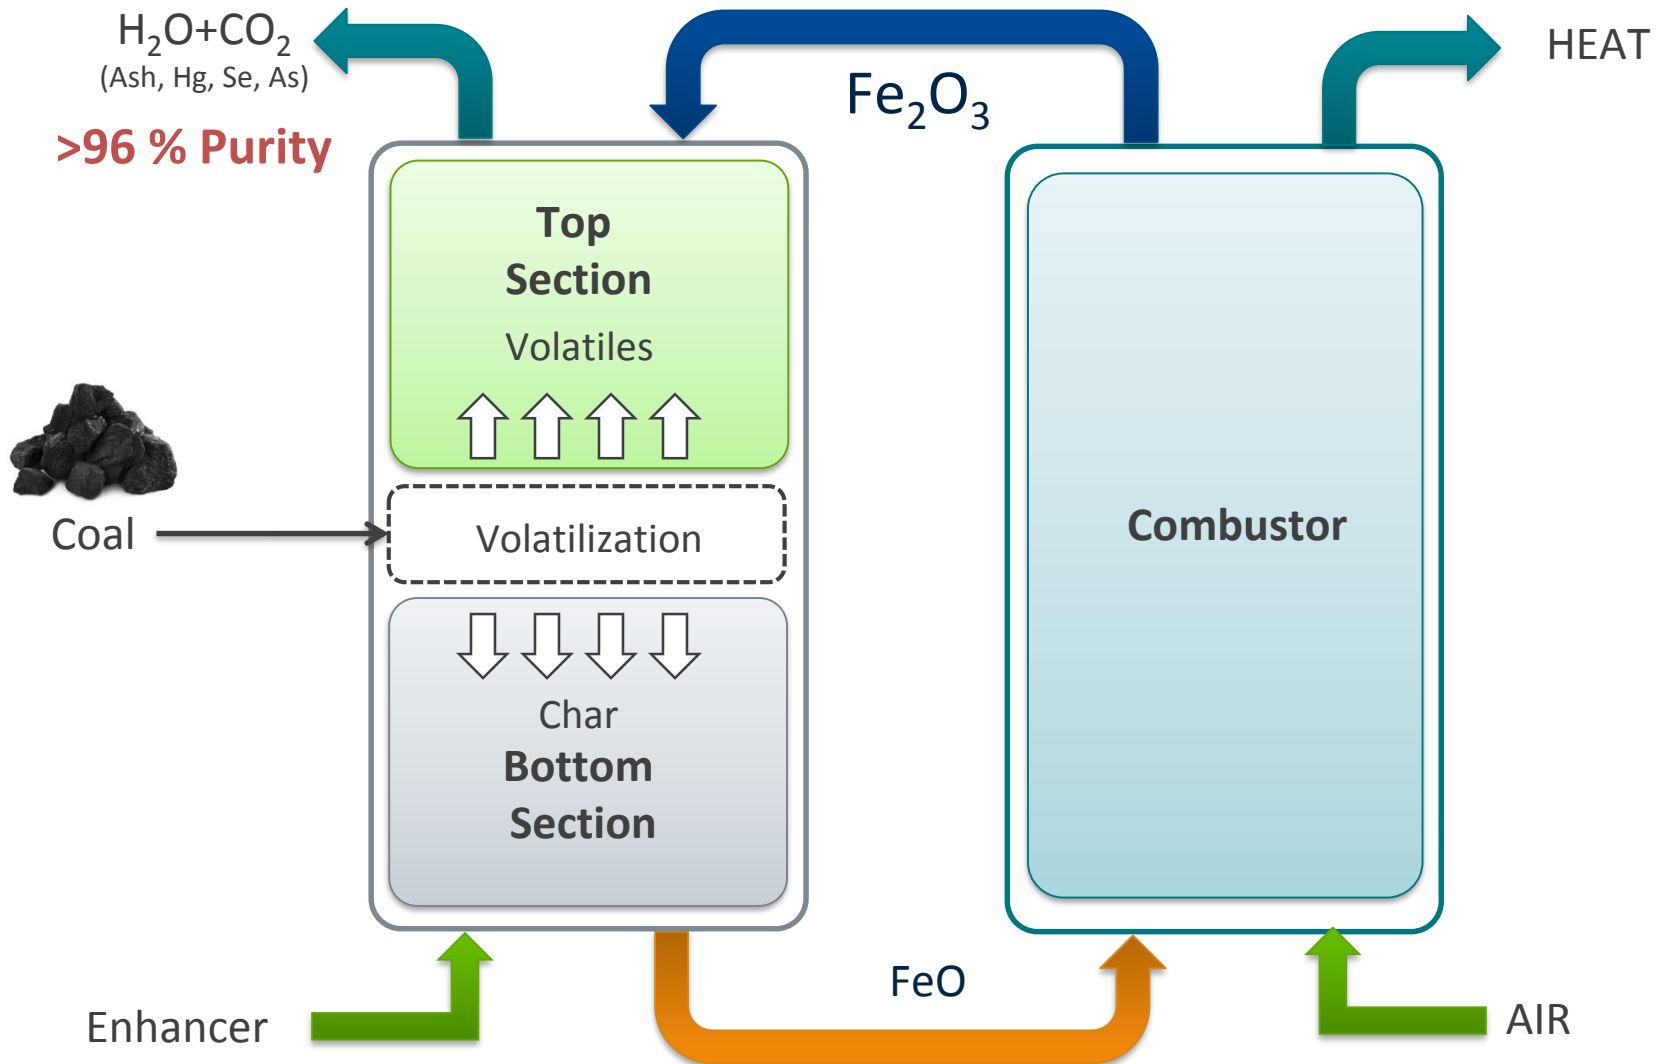 H₂O+CO₂
(Ash, Hg, Se, As)
>96 % Purity
Fe₂O₃
HEAT
Top
Section
Volatiles
Coal
Volatilization
Combustor
Char
Bottom
Section
Enhancer
FeO
AIR